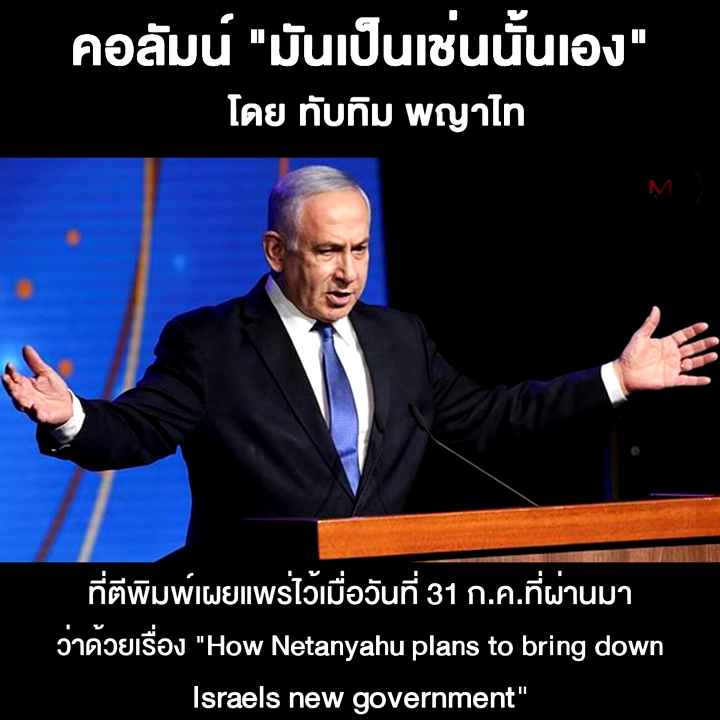 คอลัมน์ "มันเป็นเช่นนั้นเอง"
โดย ทับทิม พญาไท
M
ที่ตีพิมพ์เผยแพร่ไว้เมื่อวันที่ 31 ก.ค.ที่ผ่านมา
ว่าด้วยเรื่อง "How Netanyahu plans to bring down
Israels new government"